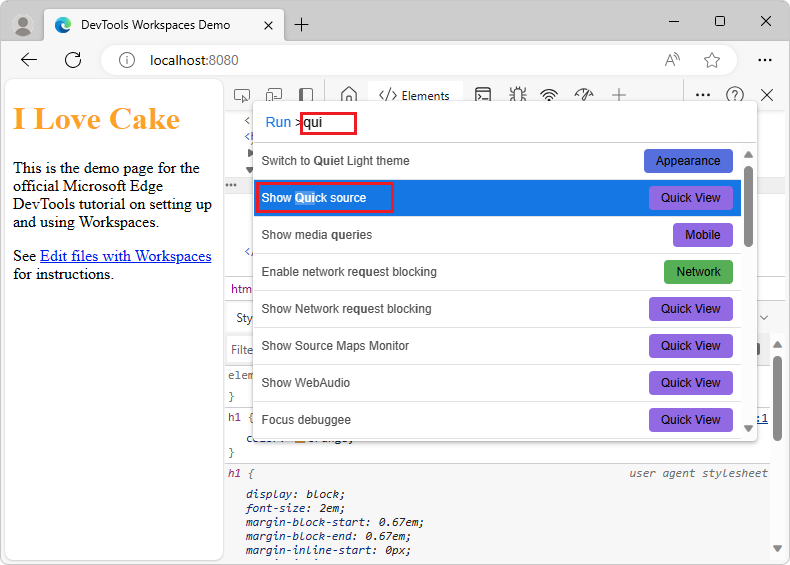 DevTools Workspaces Demo
localhost:8080
Elements
I Love Cake
This is the demo page for the
official Microsoft Edge
DevTools tutorial on setting up
and using Workspaces.
See Edit files with Workspaces
for instructions.
Run >qui
Switch to Quiet Light theme Appearance
Show Quick source Quick View
Show media queries Mobile
Enable network request blocking Network
Show Network request blocking Quick View
Show Source Maps Monitor Quick View
Show WebAudio Quick View
Focus debuggee Quick View
<
<h
</
htm
Sty
Filte
elem
}
h1 { :1
}
h1 { user agent stylesheet
display: block;
font-size: 2em;
margin-block-start: 0.67em;
margin-block-end: 0.67em;
margin-inline-start: 0px;